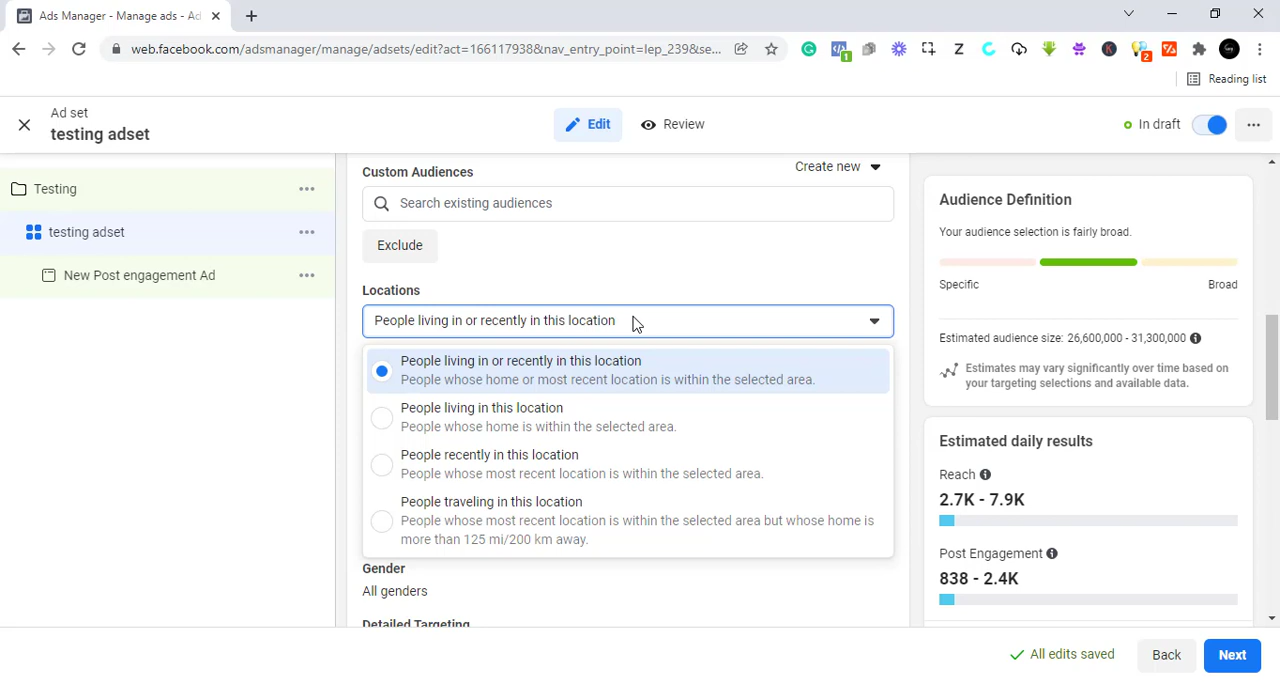 Ads Manager - Manage ads - Ad
web.facebook.com/adsmanager/manage/adsets/edit?act=166117938&nav_entry_point=lep_239&se...
1
Z
K
2
Reading list
Ad set
testing adset
Edit
Review
In draft
Testing
testing adset
New Post engagement Ad
Custom Audiences
Create new
Search existing audiences
Exclude
Locations
People living in or recently in this location
People living in or recently in this location
People whose home or most recent location is within the selected area.
People living in this location
People whose home is within the selected area.
People recently in this location
People whose most recent location is within the selected area.
People traveling in this location
People whose most recent location is within the selected area but whose home is
more than 125 mi/200 km away.
Gender
All genders
Detailed Targeting
Audience Definition
Your audience selection is fairly broad.
Specific
Broad
Estimated audience size: 26,600,000 - 31,300,000
Estimates may vary significantly over time based on
your targeting selections and available data.
Estimated daily results
Reach
2.7K - 7.9K
Post Engagement
838 - 2.4K
All edits saved
Back
Next